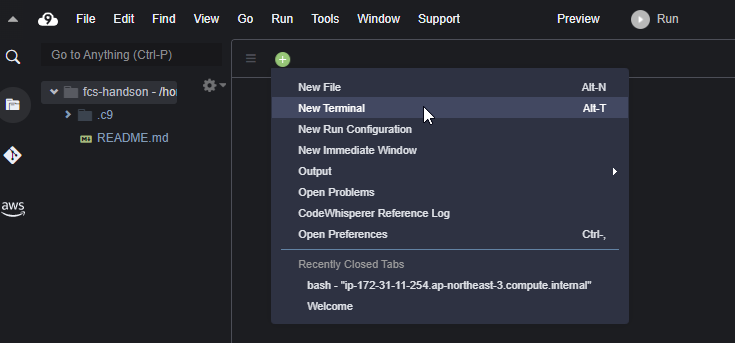 9 File Edit Find View Go Run Tools Window Support Preview Run
Go to Anything (Ctrl-P)
fcs-handson - /hor
.c9
README.md
aws
New File Alt-N
New Terminal Alt-T
New Run Configuration
New Immediate Window
Output
Open Problems
CodeWhisperer Reference Log
Open Preferences Ctrl-,
Recently Closed Tabs
bash - "ip-172-31-11-254.ap-northeast-3.compute.internal"
Welcome